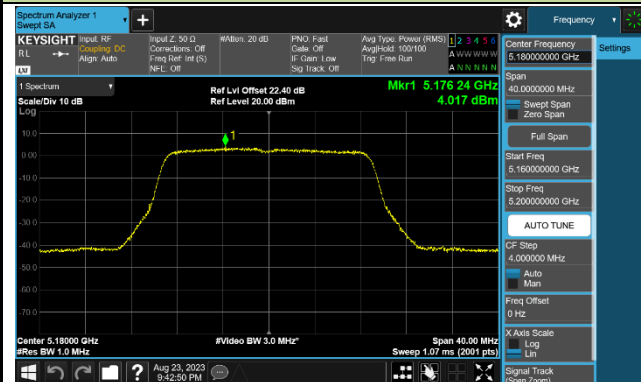 Spectrum Analyzer 1
Swept SA
Frequency
KEYSIGHT
RL
Input: RF
Coupling: DC
Align: Auto
Input Z: 50 Ω
Corrections: Off
Freq Ref: Int (S)
NFE: Off
#Atten: 20 dB
PNO: Fast
Gate: Off
IF Gain: Low
Sig Track: Off
Avg Type: Power (RMS)
Avg|Hold: 100/100
Trig: Free Run
1 2 3 4 5 6
A W W W W W
A N N N N N
1 Spectrum
Scale/Div 10 dB
Log
Ref Lvl Offset 22.40 dB
Ref Level 20.00 dBm
Mkr1 5.176 24 GHz
4.017 dBm
1
10.0
0.00
-10.0
-20.0
-30.0
-40.0
-50.0
-60.0
-70.0
Center 5.18000 GHz
#Res BW 1.0 MHz
#Video BW 3.0 MHz*
Span 40.00 MHz
Sweep 1.07 ms (2001 pts)
Aug 23, 2023
9:42:50 PM
Center Frequency
5.180000000 GHz
Span
40.0000000 MHz
Swept Span
Zero Span
Full Span
Start Freq
5.160000000 GHz
Stop Freq
5.200000000 GHz
AUTO TUNE
CF Step
4.000000 MHz
Auto
Man
Freq Offset
0 Hz
X Axis Scale
Log
Lin
Signal Track
(Span Zoom)
Settings